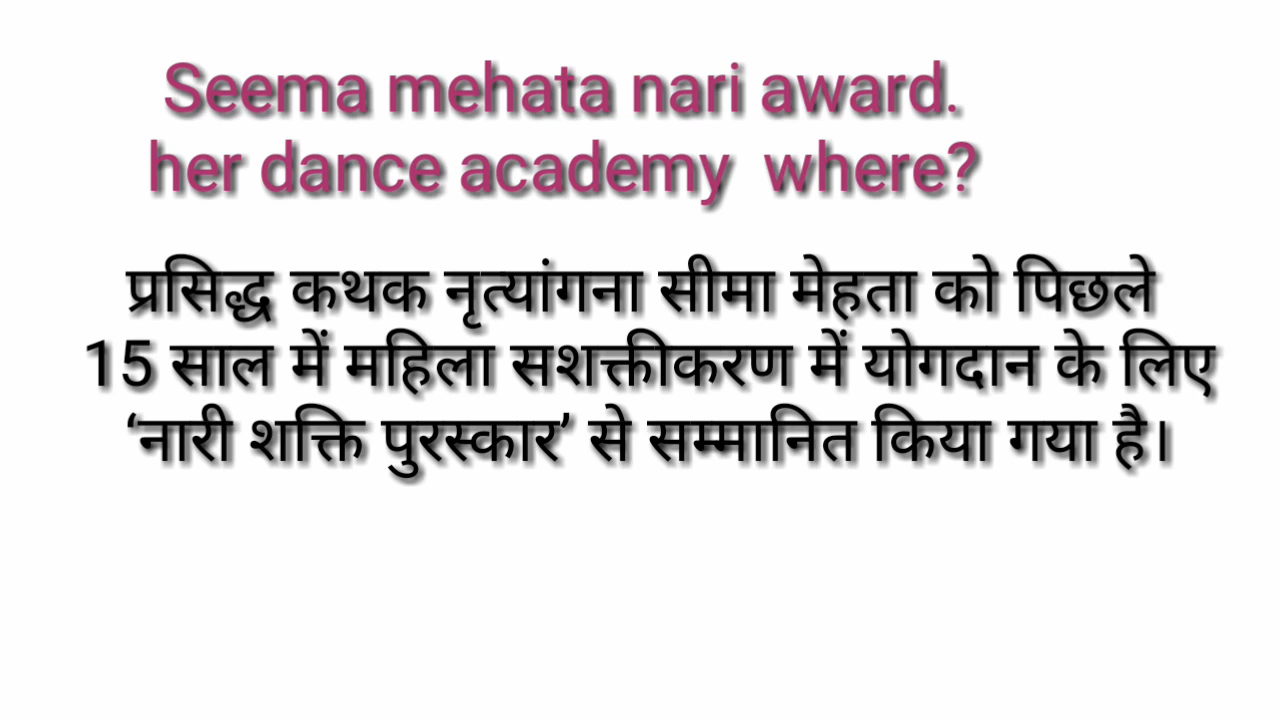 Seema mehata nari award.
her dance academy where?
प्रसिद्ध कथक नृत्यांगना सीमा मेहता को पिछले
15 साल में महिला सशक्तीकरण में योगदान के लिए
‘नारी शक्ति पुरस्कार’ से सम्मानित किया गया है।